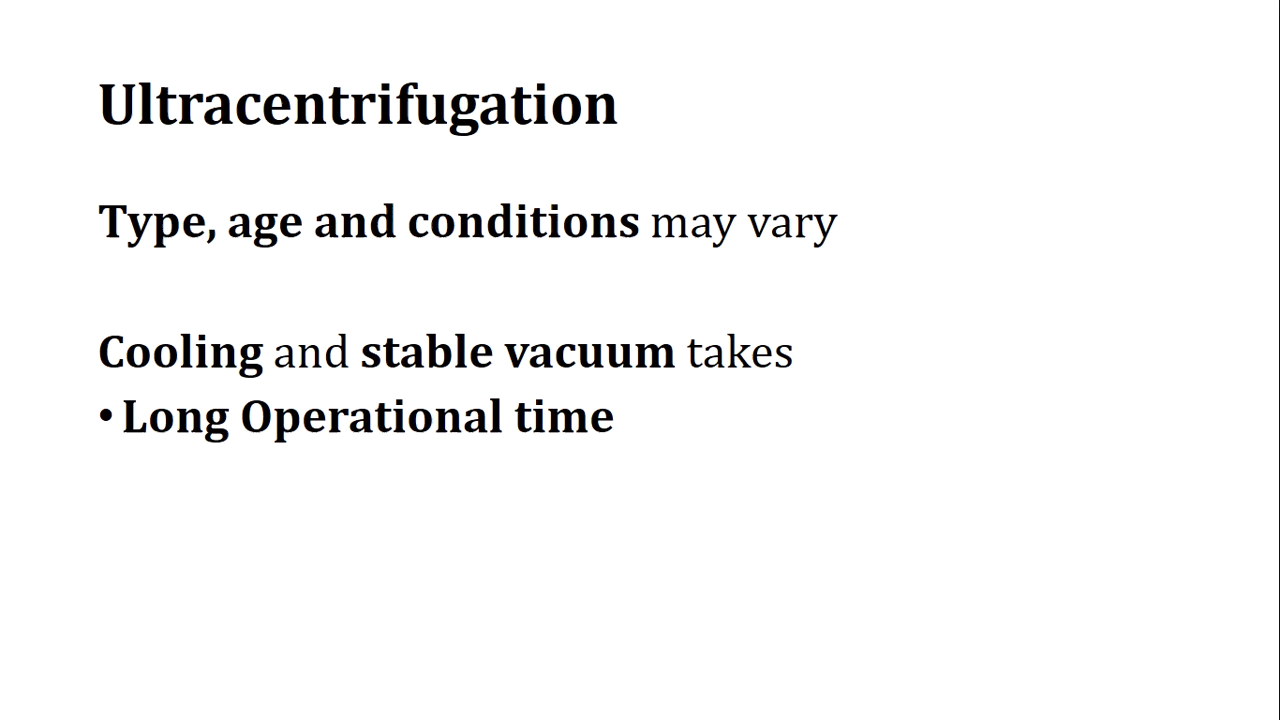 Ultracentrifugation
Type, age and conditions may vary
Cooling and stable vacuum takes
• Long Operational time